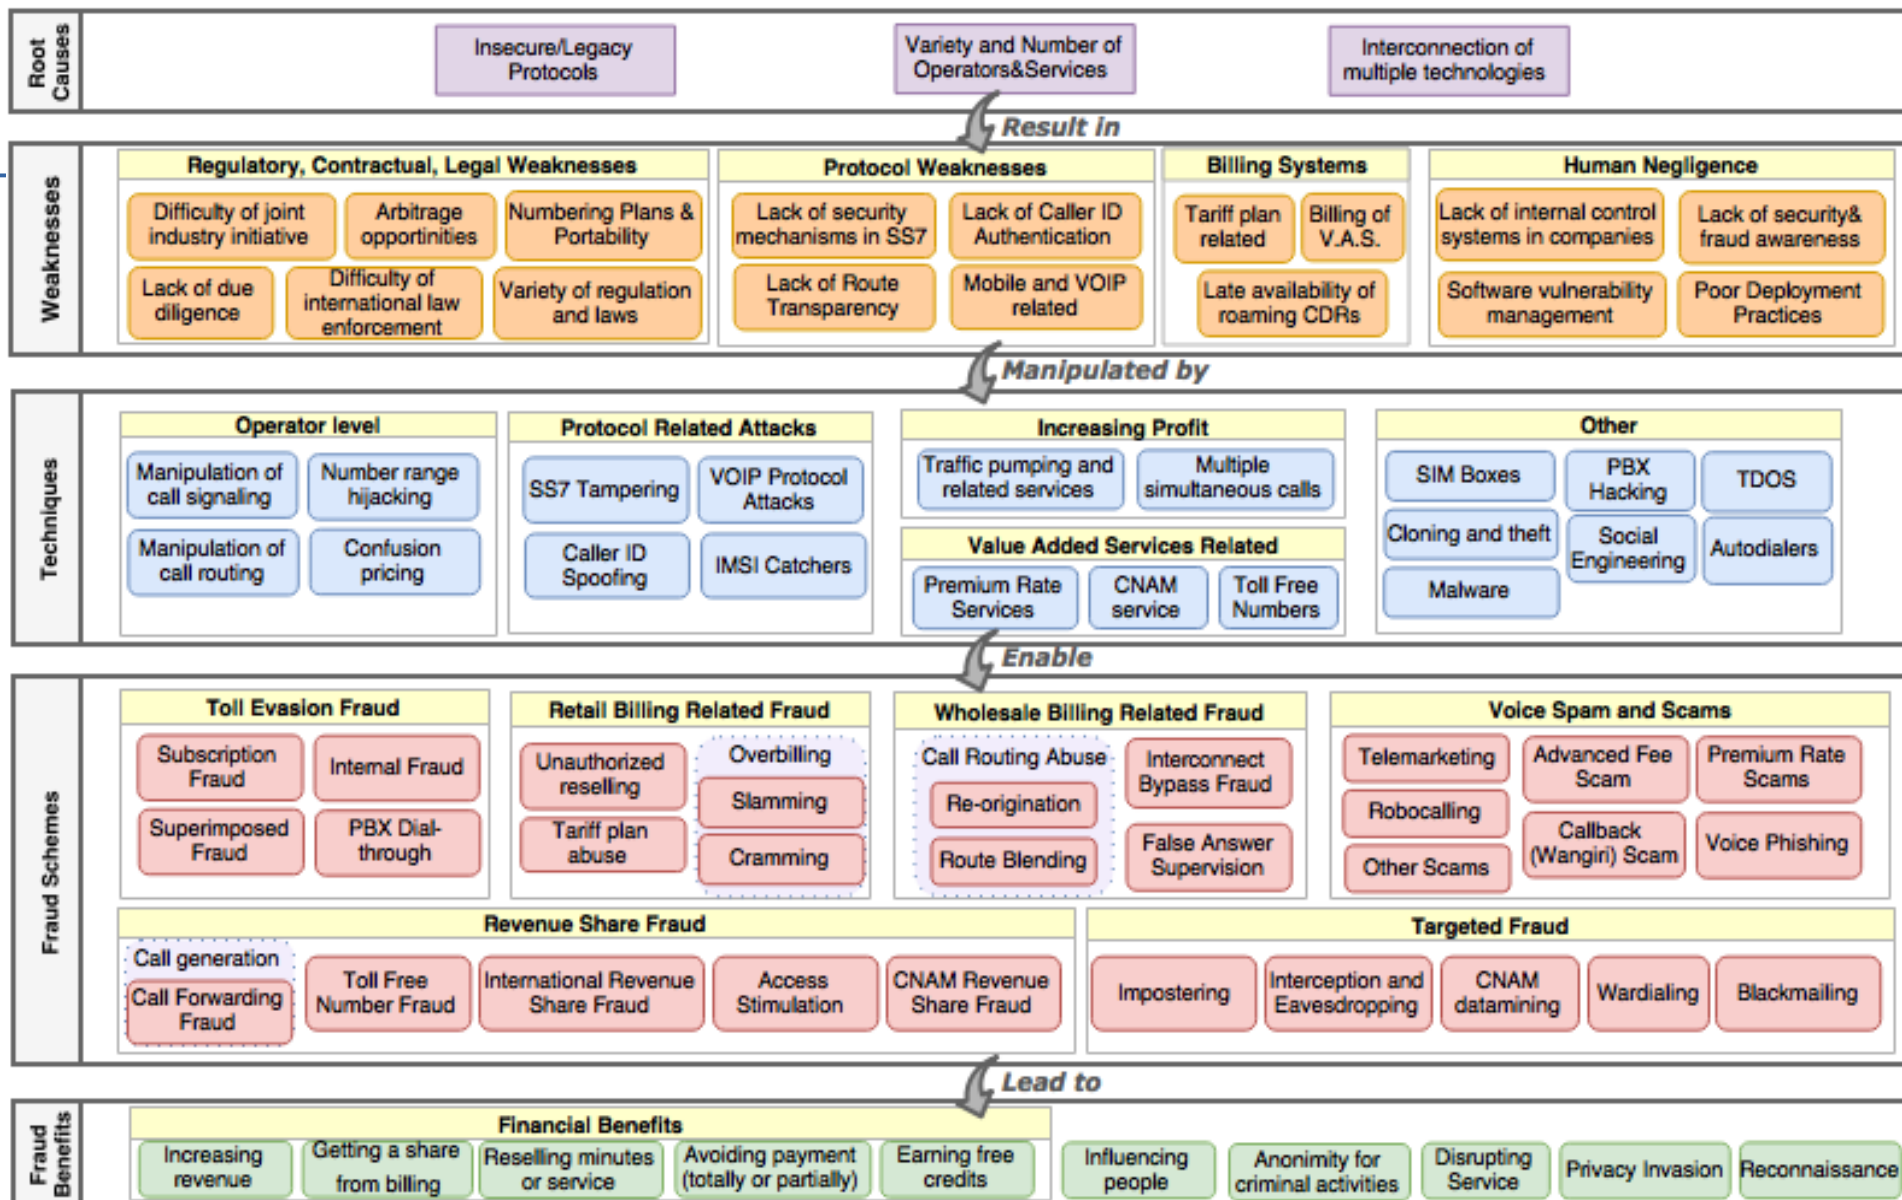 Root
Causes
Insecure/Legacy
Protocols
Variety and Number of
Operators&Services
Interconnection of
multiple technologies
Result in
Weaknesses
Regulatory, Contractual, Legal Weaknesses
Difficulty of joint
industry initiative
Arbitrage
opportinities
Numbering Plans &
Portability
Lack of due
diligence
Difficulty of
international law
enforcement
Variety of regulation
and laws
Protocol Weaknesses
Lack of security
mechanisms in SS7
Lack of Caller ID
Authentication
Lack of Route
Transparency
Mobile and VOIP
related
Billing Systems
Tariff plan
related
Billing of
V.A.S.
Late availability of
roaming CDRs
Human Negligence
Lack of internal control
systems in companies
Lack of security&
fraud awareness
Software vulnerability
management
Poor Deployment
Practices
Manipulated by
Techniques
Operator level
Manipulation of
call signaling
Number range
hijacking
Manipulation of
call routing
Confusion
pricing
Protocol Related Attacks
SS7 Tampering
VOIP Protocol
Attacks
Caller ID
Spoofing
IMSI Catchers
Increasing Profit
Traffic pumping and
related services
Multiple
simultaneous calls
Value Added Services Related
Premium Rate
Services
CNAM
service
Toll Free
Numbers
Other
SIM Boxes
PBX
Hacking
TDOS
Cloning and theft
Social
Engineering
Autodialers
Malware
Enable
Fraud Schemes
Toll Evasion Fraud
Subscription
Fraud
Internal Fraud
Superimposed
Fraud
PBX Dial-
through
Retail Billing Related Fraud
Unauthorized
reselling
Tariff plan
abuse
Overbilling
Slamming
Cramming
Wholesale Billing Related Fraud
Call Routing Abuse
Re-origination
Route Blending
Interconnect
Bypass Fraud
False Answer
Supervision
Voice Spam and Scams
Telemarketing
Advanced Fee
Scam
Premium Rate
Scams
Robocalling
Callback
(Wangiri) Scam
Voice Phishing
Other Scams
Revenue Share Fraud
Call generation
Call Forwarding
Fraud
Toll Free
Number Fraud
International Revenue
Share Fraud
Access
Stimulation
CNAM Revenue
Share Fraud
Targeted Fraud
Impostering
Interception and
Eavesdropping
CNAM
datamining
Wardialing
Blackmailing
Lead to
Fraud
Benefits
Financial Benefits
Increasing
revenue
Getting a share
from billing
Reselling minutes
or service
Avoiding payment
(totally or partially)
Earning free
credits
Influencing
people
Anonimity for
criminal activities
Disrupting
Service
Privacy Invasion
Reconnaissance